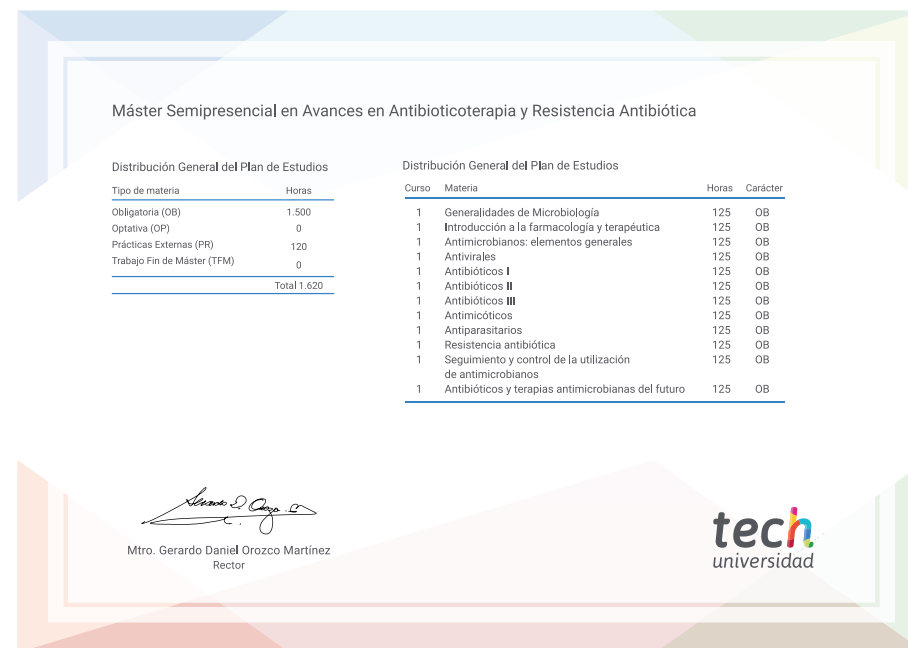 Máster Semipresencial en Avances en Antibioticoterapia y Resistencia Antibiótica
Distribución General del Plan de Estudios
Tipo de materia Horas
Obligatoria (OB) 1.500
Optativa (OP) 0
Prácticas Externas (PR) 120
Trabajo Fin de Máster (TFM) 0
Total 1.620
Distribución General del Plan de Estudios
Curso Materia Horas Carácter
1 Generalidades de Microbiología 125 OB
1 Introducción a la farmacología y terapéutica 125 OB
1 Antimicrobianos: elementos generales 125 OB
1 Antivirales 125 OB
1 Antibióticos I 125 OB
1 Antibióticos II 125 OB
1 Antibióticos III 125 OB
1 Antimicóticos 125 OB
1 Antiparasitarios 125 OB
1 Resistencia antibiótica 125 OB
1 Seguimiento y control de la utilización 125 OB
de antimicrobianos
1 Antibióticos y terapias antimicrobianas del futuro 125 OB
Mtro. Gerardo Daniel Orozco Martínez
Rector
tech
universidad